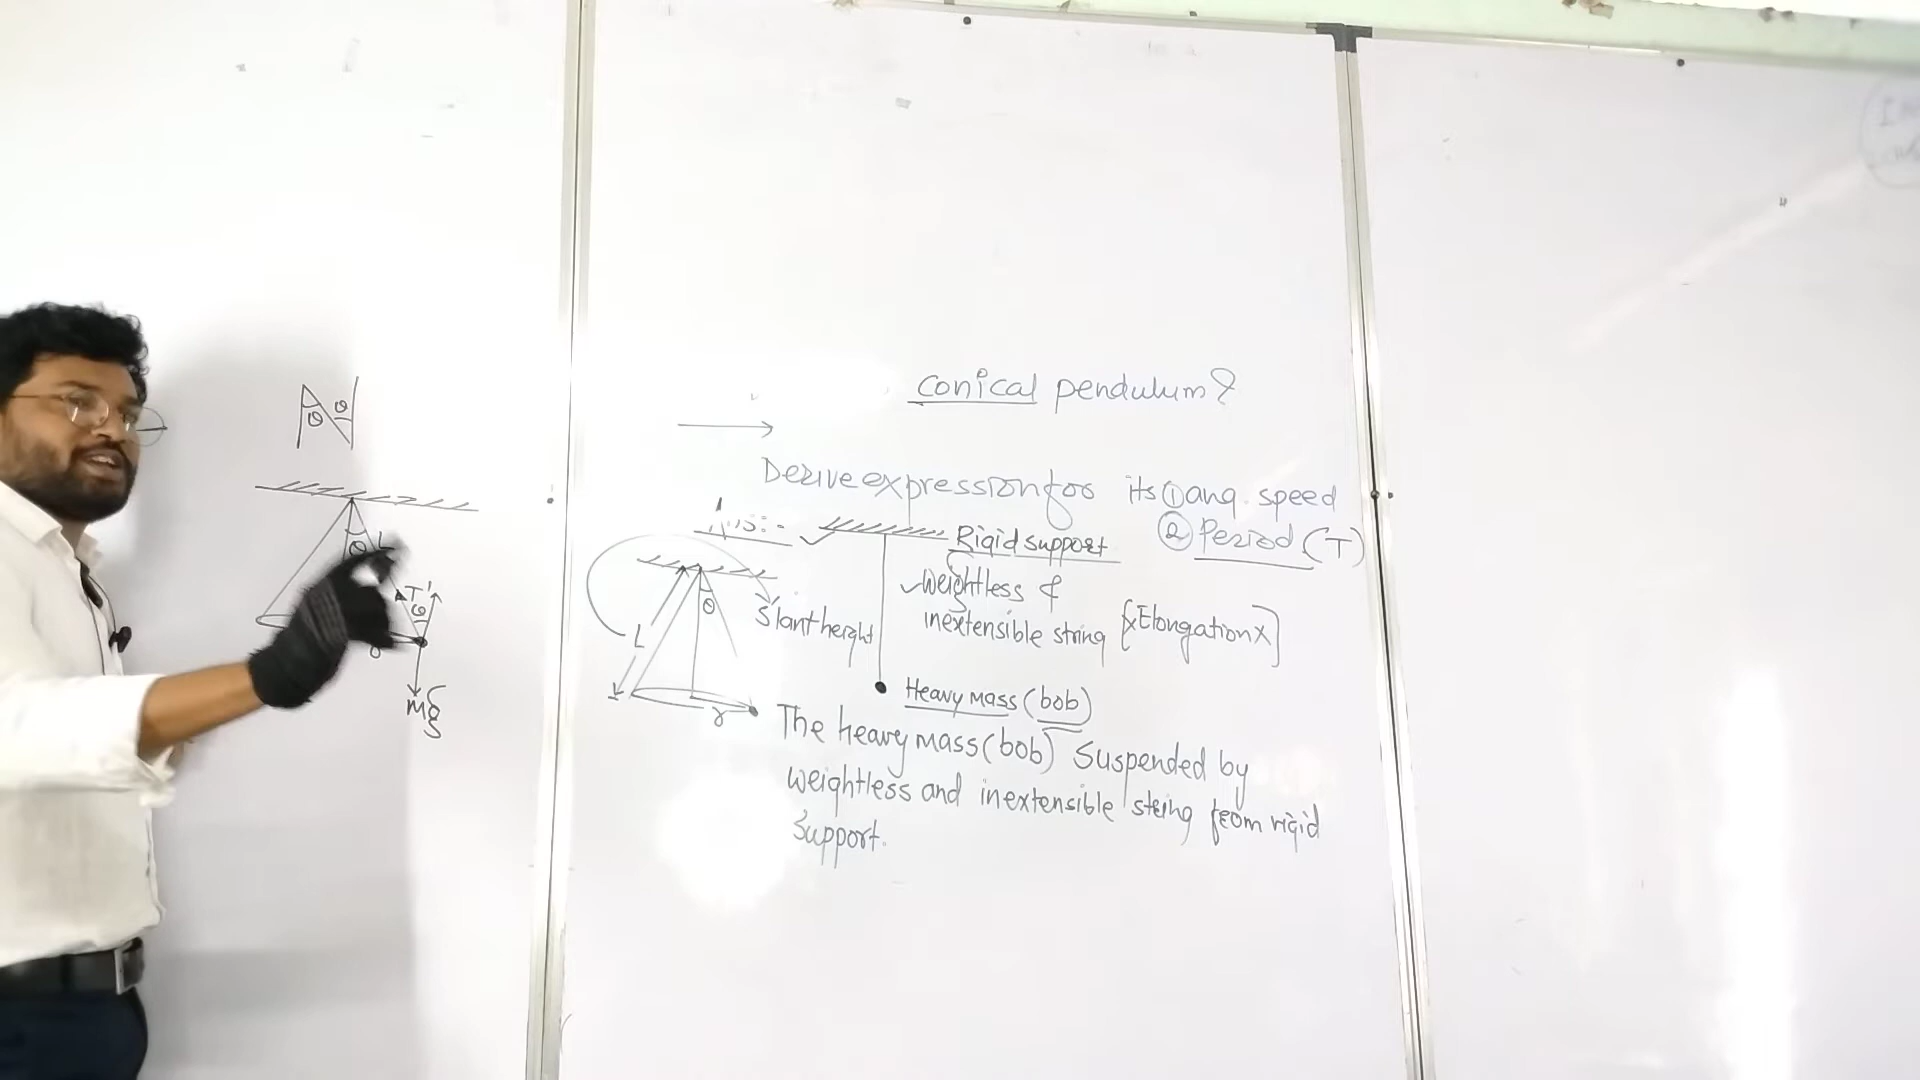 conical pendulum?
Derive expression for its ① ang. speed
② Period (T)
Ans:-
Rigid support
weightless &
inextensible string {xElongationx}
Slant height
θ
L
r
Heavy mass (bob)
The heavy mass (bob) Suspended by
weightless and inextensible string from rigid
Support.
θ θ
θ
L
T'
θ
mg